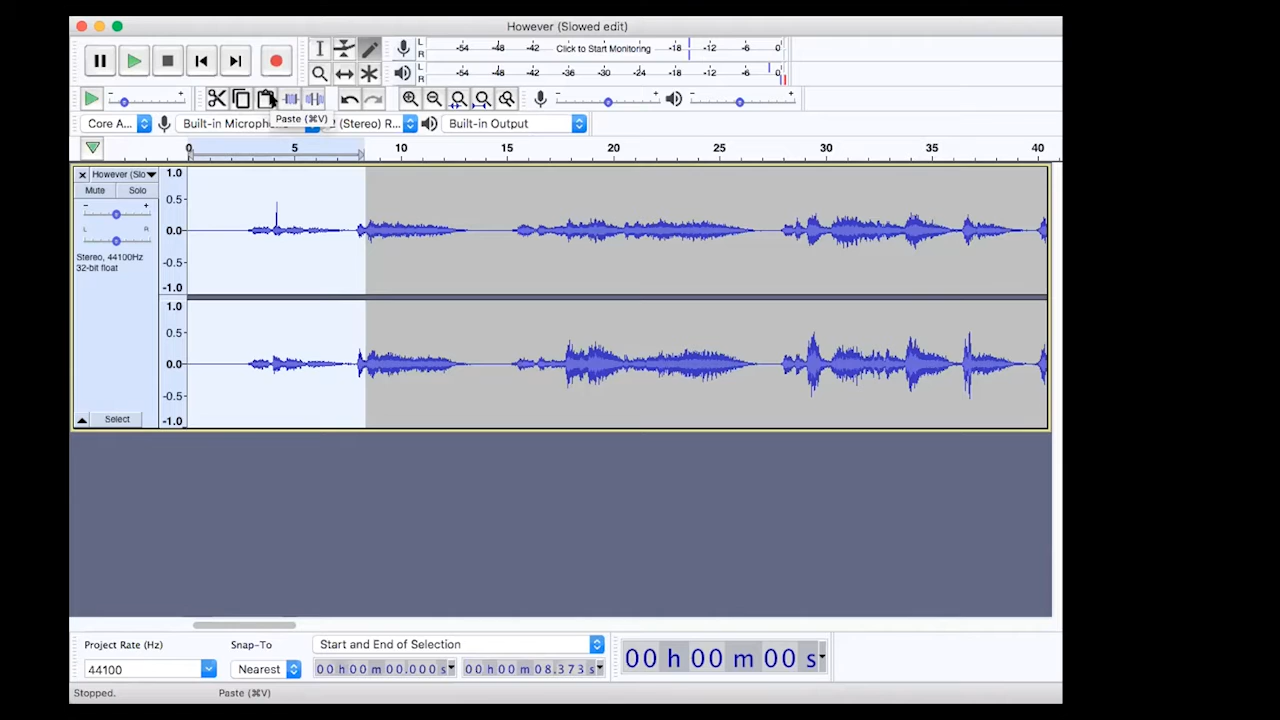 However (Slowed edit)
L
R
-54 -48 -42 Click to Start Monitoring -18 -12 -6 0
L
R
-54 -48 -42 -36 -30 -24 -18 -12 -6 0
Paste (⌘V)
Core A... Built-in Microph (Stereo) R... Built-in Output
0 5 10 15 20 25 30 35 40
However (Slo
Mute Solo
- +
L R
Stereo, 44100Hz
32-bit float
Select
1.0
0.5
0.0
-0.5
-1.0
1.0
0.5
0.0
-0.5
-1.0
Project Rate (Hz) Snap-To Start and End of Selection
44100 Nearest 00 h 00 m 00.000 s 00 h 00 m 08.373 s
00 h 00 m 00 s
Stopped. Paste (⌘V)